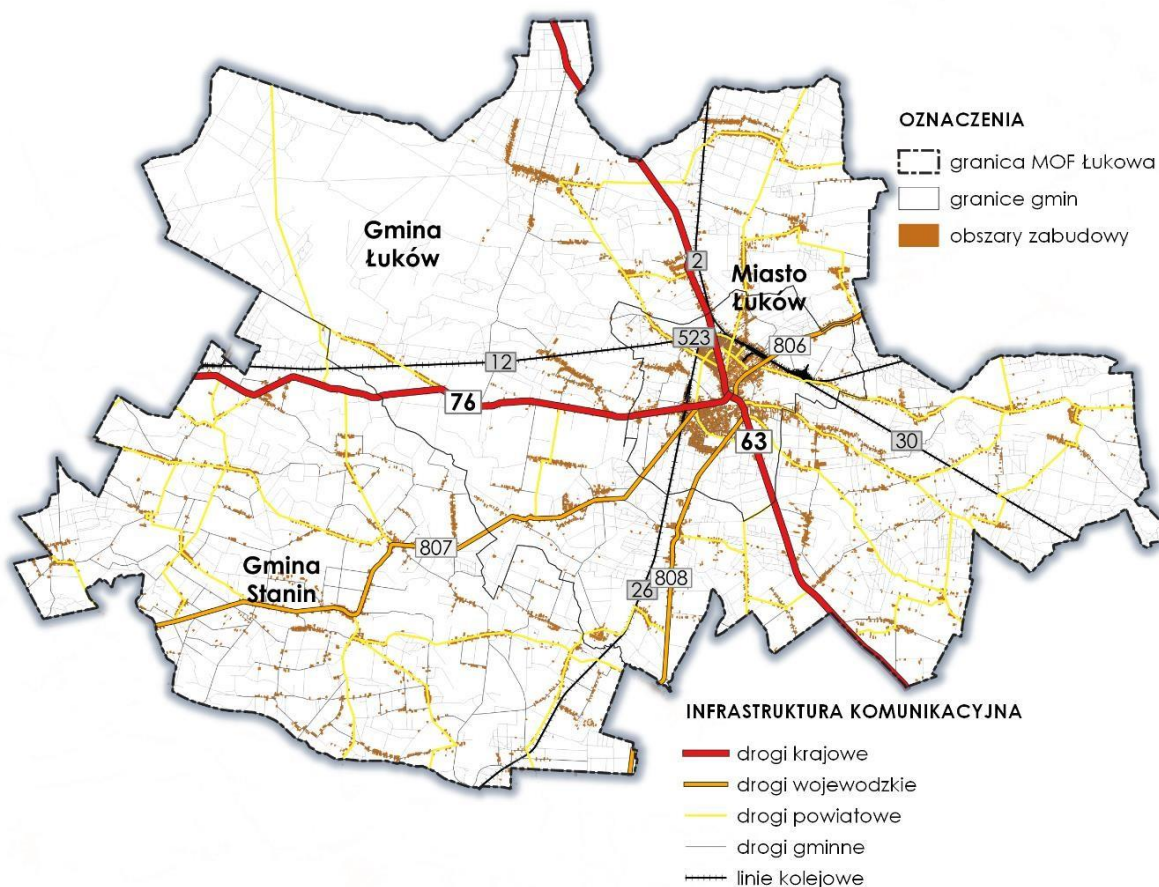 OZNACZENIA
granica MOF Łukowa
granice gmin
obszary zabudowy
Gmina
Łuków
Miasto
Łuków
2
523
806
12
76
63
30
807
Gmina
Stanin
26
808
INFRASTRUKTURA KOMUNIKACYJNA
drogi krajowe
drogi wojewodzkie
drogi powiatowe
drogi gminne
linie kolejowe